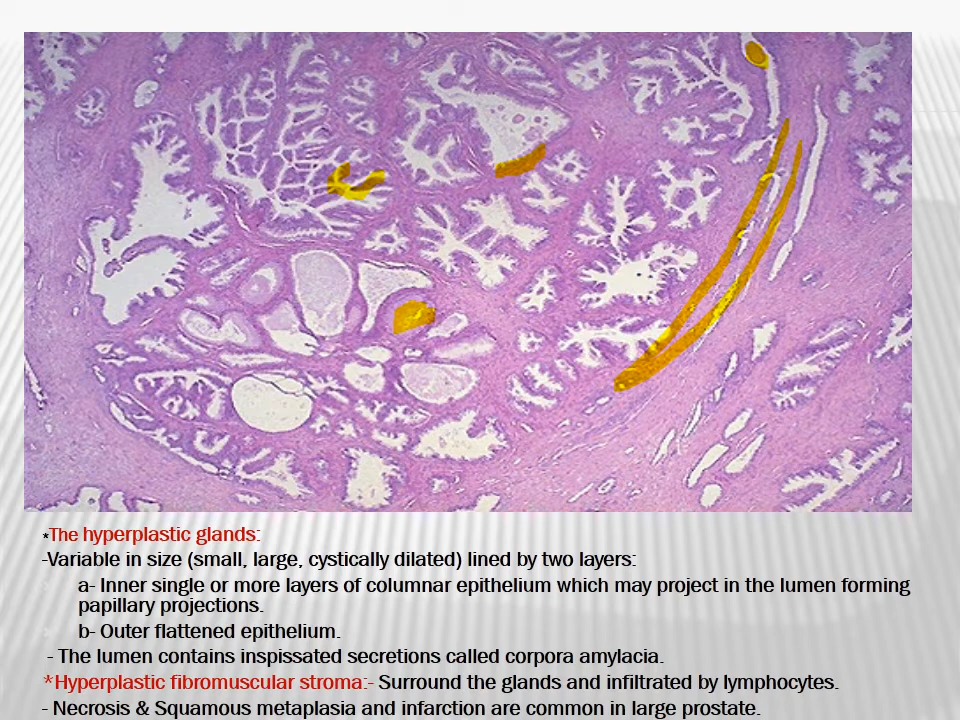 *The hyperplastic glands:
-Variable in size (small, large, cystically dilated) lined by two layers:
a- Inner single or more layers of columnar epithelium which may project in the lumen forming
papillary projections.
b- Outer flattened epithelium.
- The lumen contains inspissated secretions called corpora amylacia.
*Hyperplastic fibromuscular stroma:- Surround the glands and infiltrated by lymphocytes.
- Necrosis & Squamous metaplasia and infarction are common in large prostate.